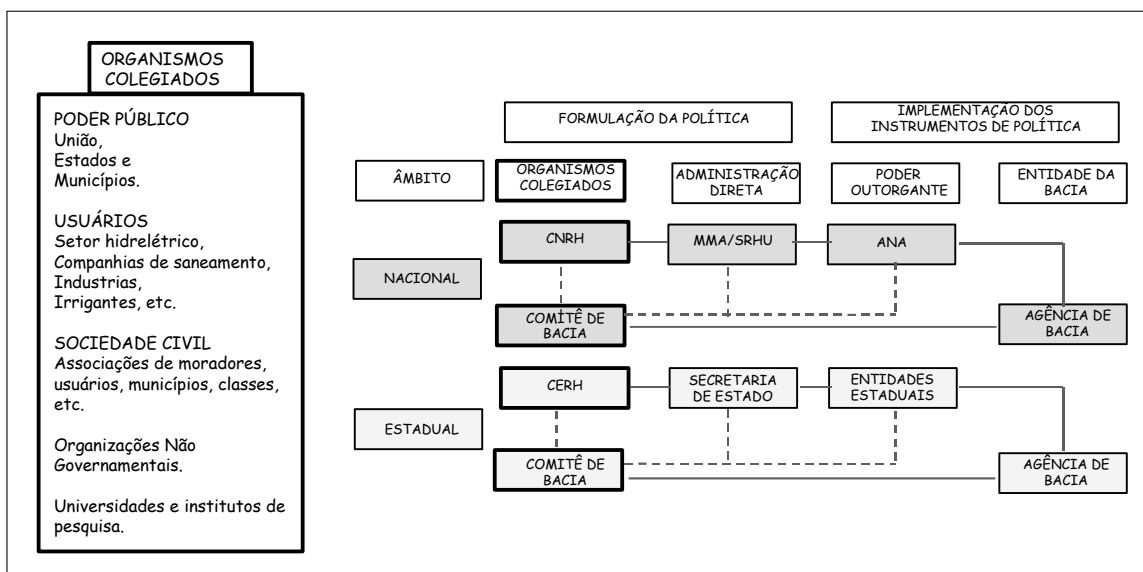 ORGANISMOS
COLEGIADOS
PODER PÚBLICO
União,
Estados e
Municípios.
USUÁRIOS
Setor hidrelétrico,
Companhias de saneamento,
Industrias,
Irrigantes, etc.
SOCIEDADE CIVIL
Associações de moradores,
usuários, municípios, classes,
etc.
Organizações Não
Governamentais.
Universidades e institutos de
pesquisa.
FORMULAÇÃO DA POLÍTICA
IMPLEMENTAÇÃO DOS
INSTRUMENTOS DE POLÍTICA
ÂMBITO
ORGANISMOS
COLEGIADOS
ADMINISTRAÇÃO
DIRETA
PODER
OUTORGANTE
ENTIDADE DA
BACIA
NACIONAL
CNRH
MMA/SRHU
ANA
COMITÊ DE
BACIA
AGÊNCIA DE
BACIA
ESTADUAL
CERH
SECRETARIA
DE ESTADO
ENTIDADES
ESTADUAIS
COMITÊ DE
BACIA
AGÊNCIA DE
BACIA